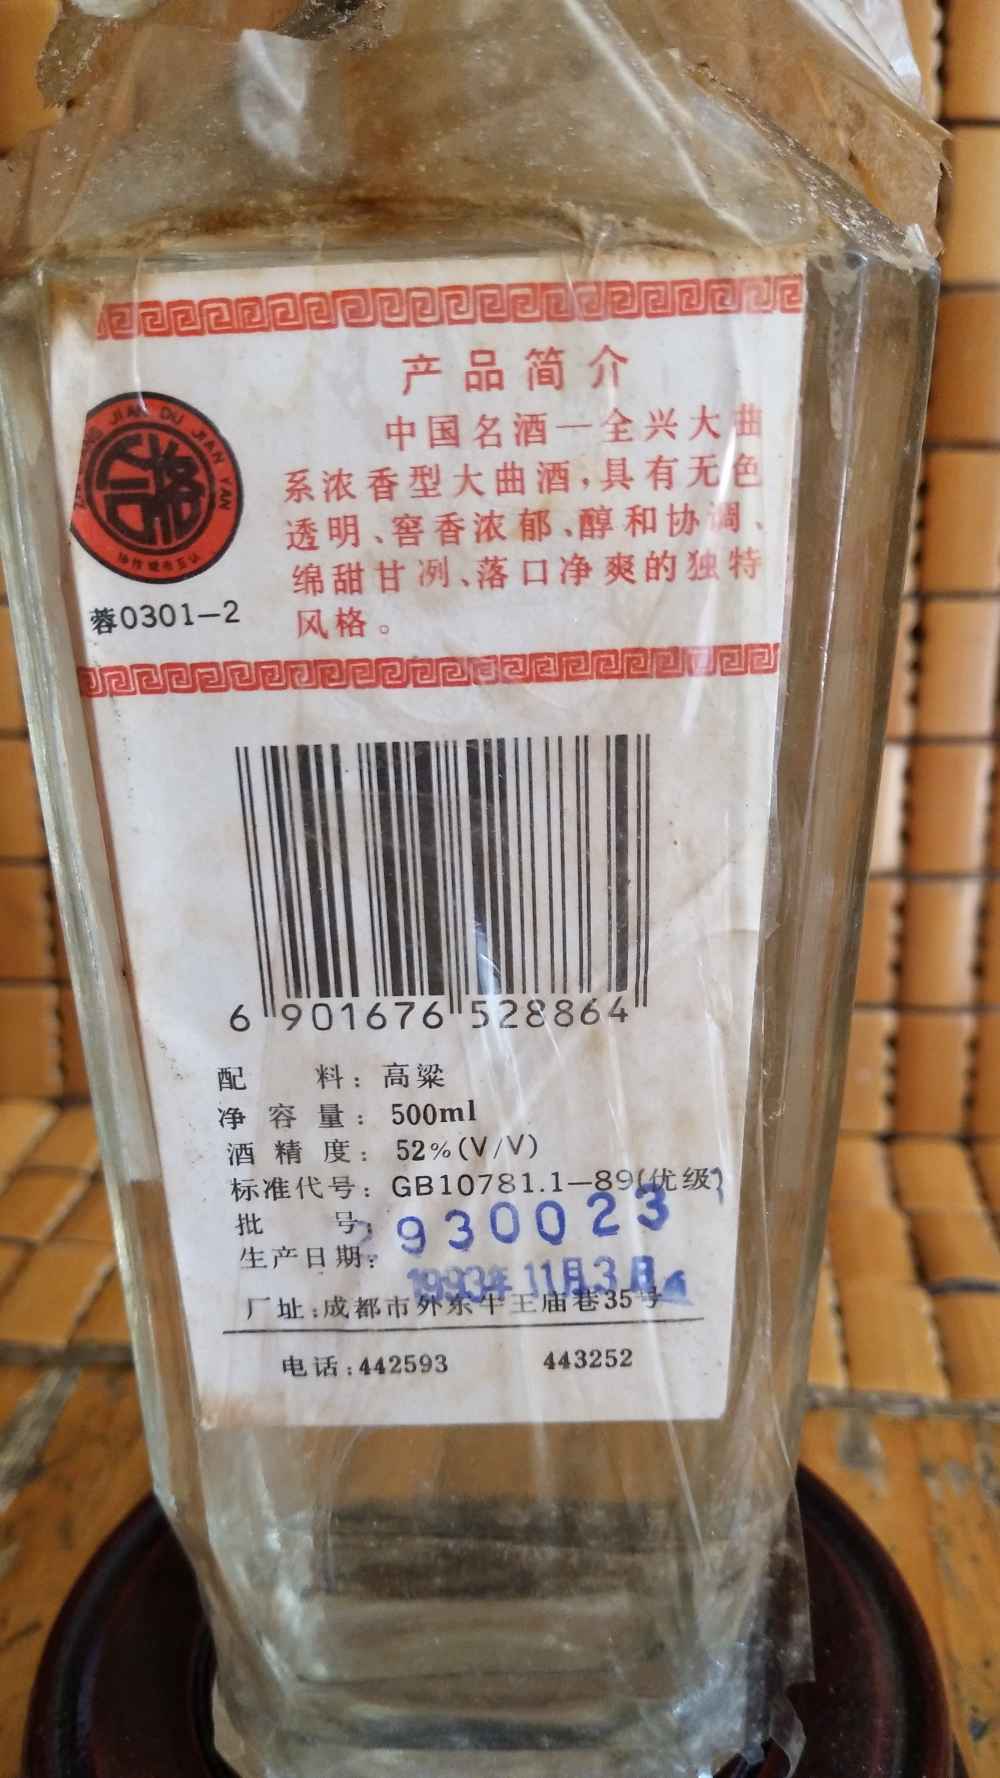 产品简介
中国名酒—全兴大曲
系浓香型大曲酒,具有无色
透明、窖香浓郁、醇和协调、
绵甜甘冽、落口净爽的独特
风格。
JIAN DU JIAN YAN
蓉0301—2
6 901676 528864
配 料:高粱
净容量:500ml
酒精度:52%(V/V)
标准代号:GB10781.1—89(优级)
批 号:930023
生产日期:1993年11月3日
厂址:成都市外东牛王庙巷35号
电话:442593 443252